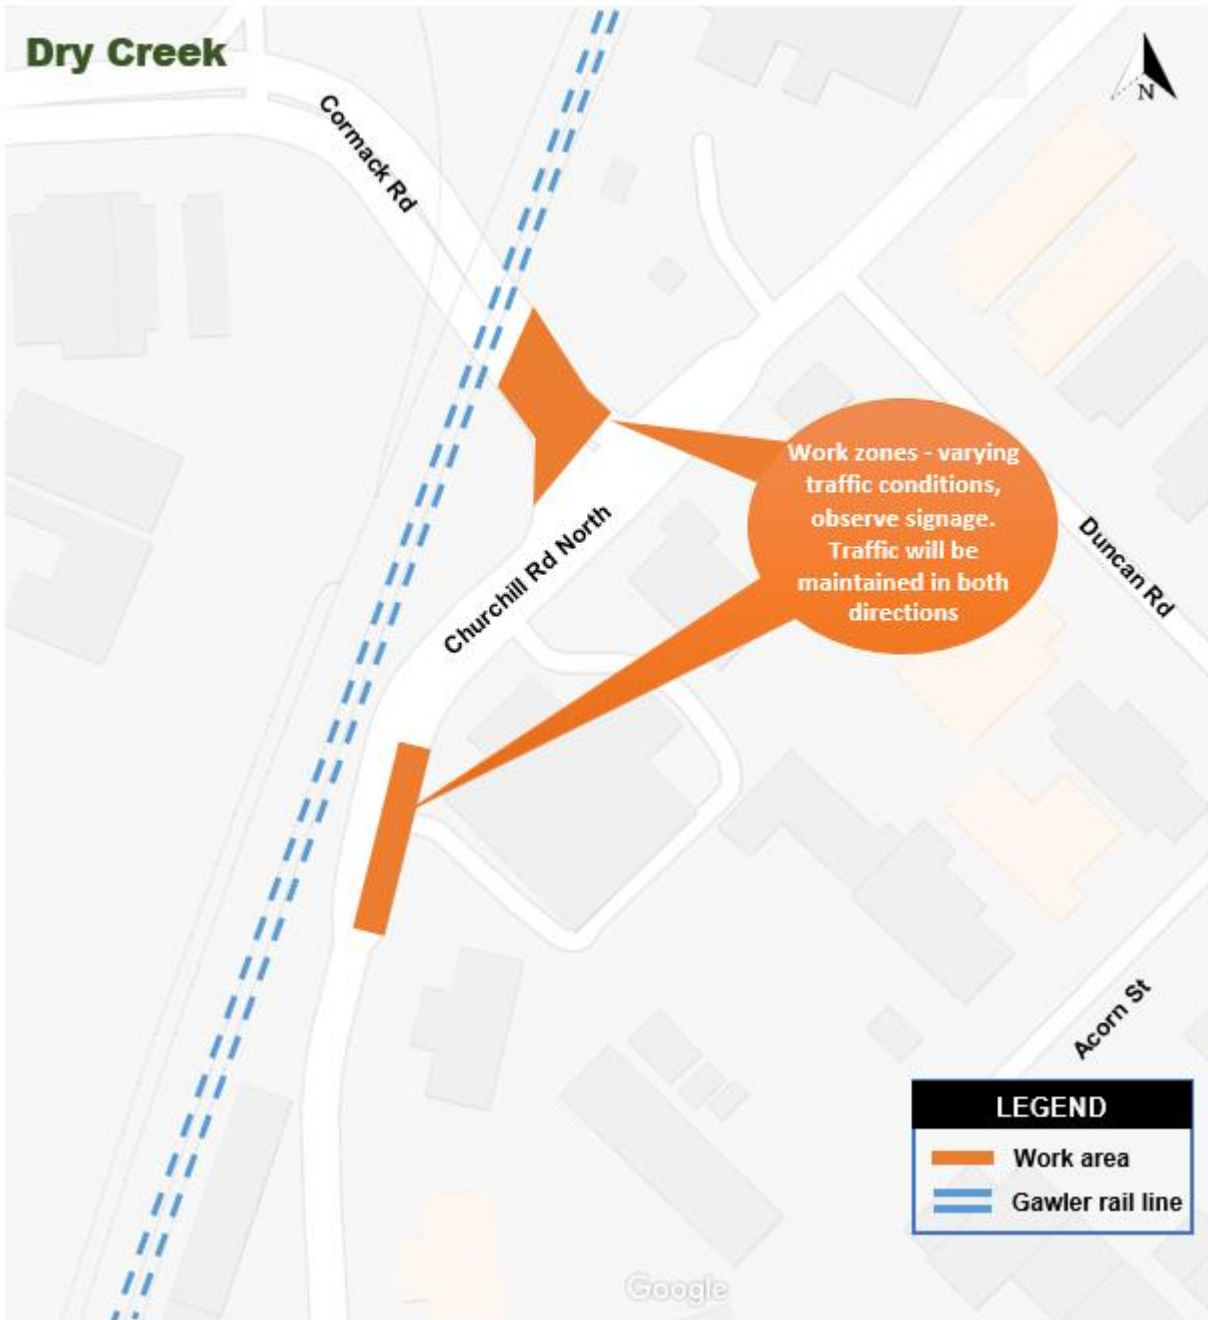 Dry Creek
N
Cormack Rd
Work zones - varying
traffic conditions,
observe signage.
Traffic will be
maintained in both
directions
Churchill Rd North
Duncan Rd
Acorn St
LEGEND
Work area
Gawler rail line
Google